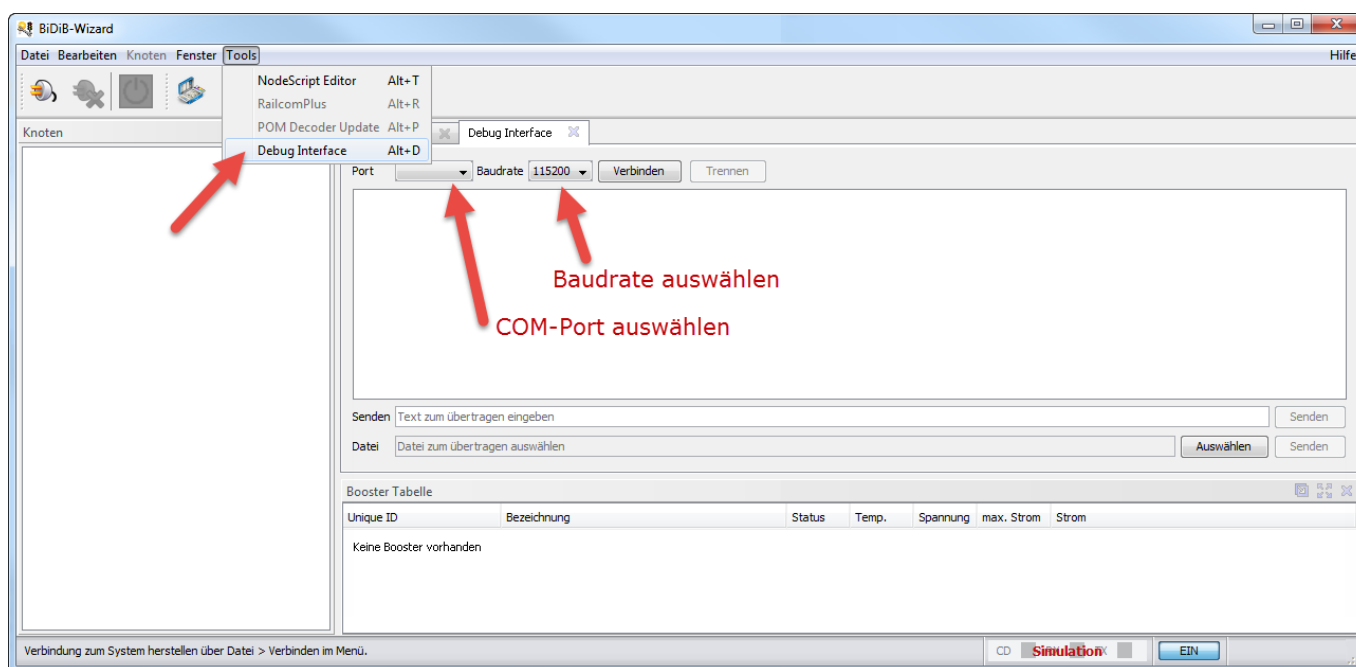 BiDiB-Wizard
Datei Bearbeiten Knoten Fenster Tools Hilfe
NodeScript Editor Alt+T
RailcomPlus Alt+R
POM Decoder Update Alt+P
Debug Interface Alt+D
Knoten
Debug Interface
Port Baudrate 115200 Verbinden Trennen
Baudrate auswählen
COM-Port auswählen
Senden Text zum übertragen eingeben Senden
Datei Datei zum übertragen auswählen Auswählen Senden
Booster Tabelle
Unique ID Bezeichnung Status Temp. Spannung max. Strom Strom
Keine Booster vorhanden
Verbindung zum System herstellen über Datei > Verbinden im Menü. CD Simulation EIN